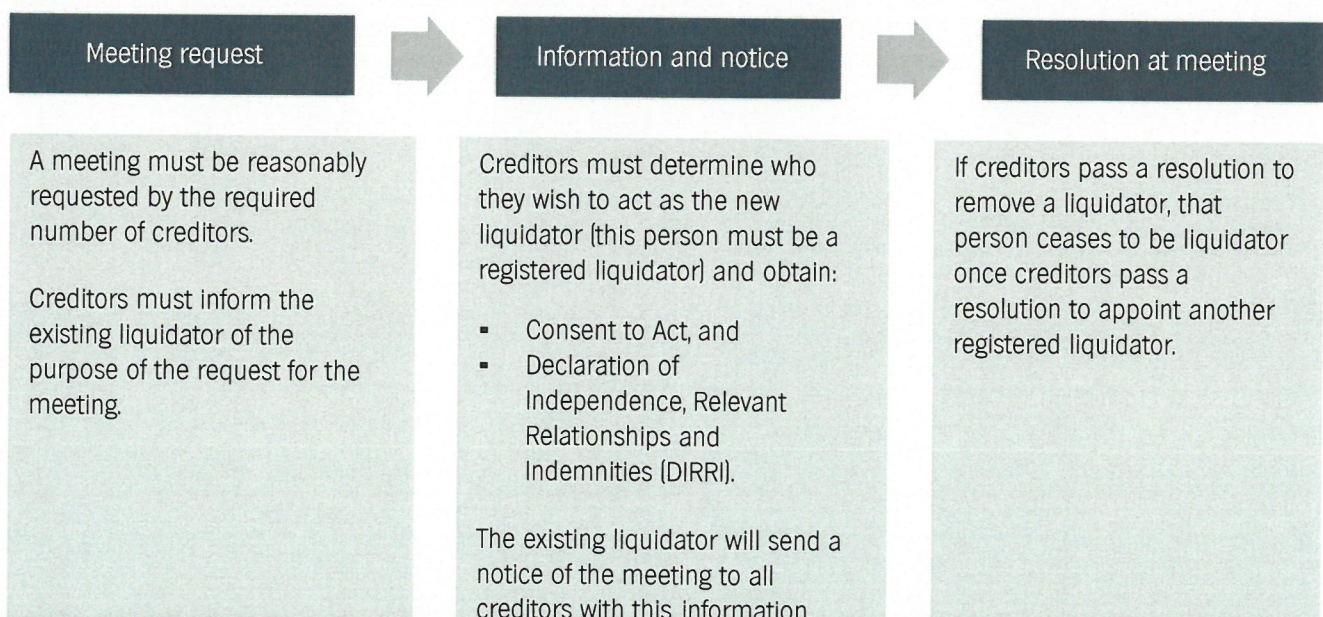 Meeting request
Information and notice
Resolution at meeting
A meeting must be reasonably
requested by the required
number of creditors.
Creditors must inform the
existing liquidator of the
purpose of the request for the
meeting.
Creditors must determine who
they wish to act as the new
liquidator (this person must be a
registered liquidator) and obtain:
▪ Consent to Act, and
▪ Declaration of
Independence, Relevant
Relationships and
Indemnities (DIRRI).
The existing liquidator will send a
notice of the meeting to all
creditors with this information
If creditors pass a resolution to
remove a liquidator, that
person ceases to be liquidator
once creditors pass a
resolution to appoint another
registered liquidator.